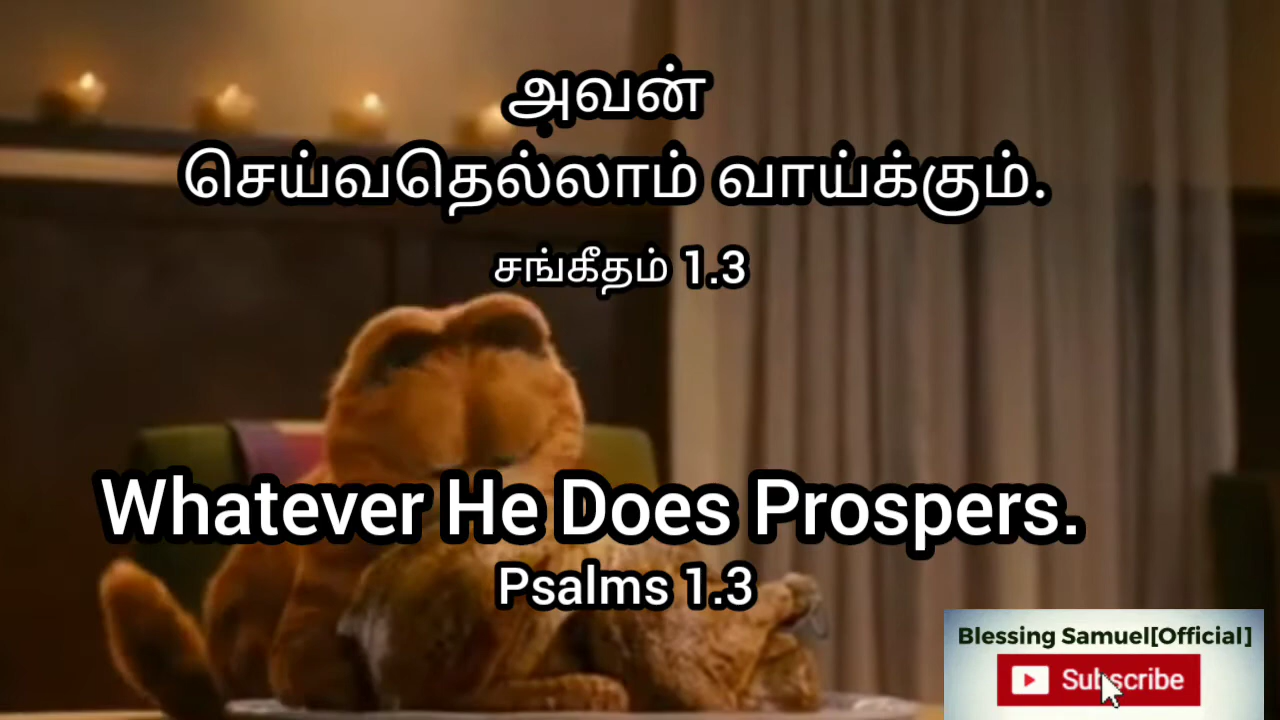 அவன்
செய்வதெல்லாம் வாய்க்கும்.
சங்கீதம் 1.3
Whatever He Does Prospers.
Psalms 1.3
Blessing Samuel[Official]
Subscribe